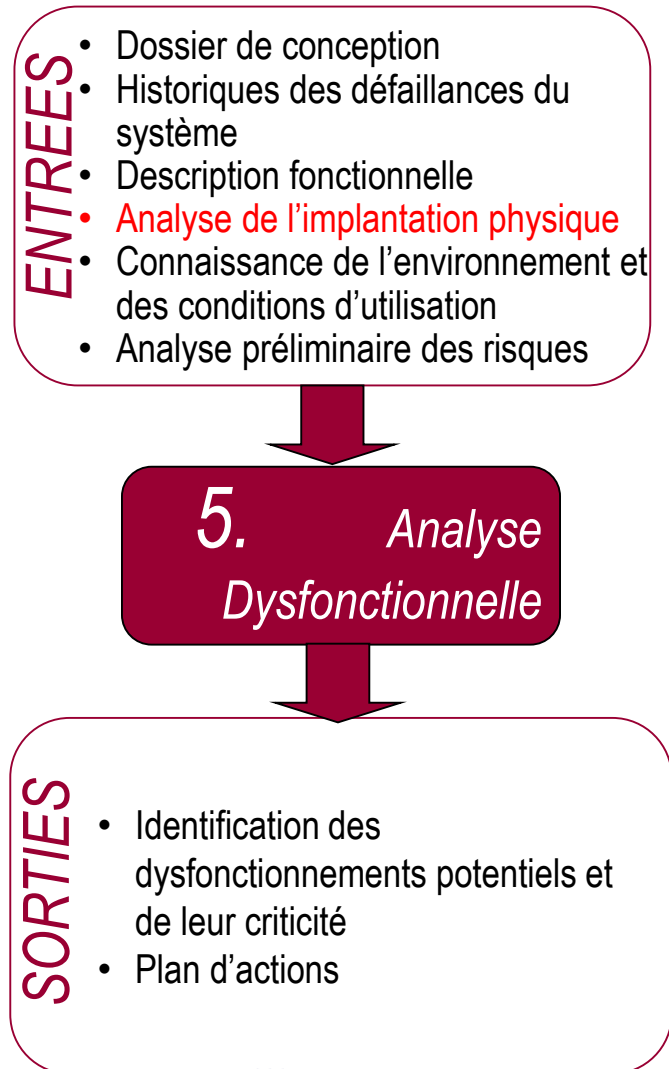 ENTREES
• Dossier de conception
• Historiques des défaillances du
système
• Description fonctionnelle
• Analyse de l’implantation physique
• Connaissance de l’environnement et
des conditions d’utilisation
• Analyse préliminaire des risques
5. Analyse
Dysfonctionnelle
SORTIES
• Identification des
dysfonctionnements potentiels et
de leur criticité
• Plan d’actions